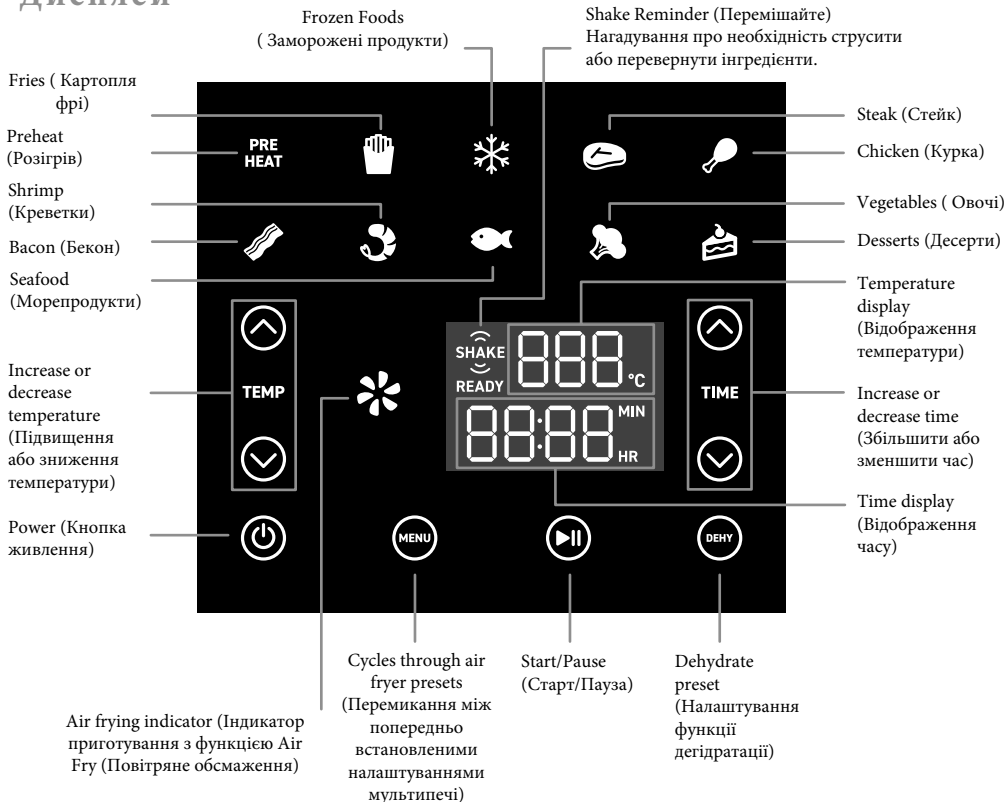 Дисплей
Frozen Foods
( Заморожені продукти)
Shake Reminder (Перемішайте)
Нагадування про необхідність струсити
або перевернути інгредієнти.
Fries ( Картопля
фрі)
Preheat
(Розігрів)
Shrimp
(Креветки)
Bacon (Бекон)
Seafood
(Морепродукти)
Increase or
decrease
temperature
(Підвищення
або зниження
температури)
Power (Кнопка
живлення)
PRE
HEAT
TEMP
SHAKE
READY
888
°C
88:88
MIN
HR
TIME
MENU
DEHY
Steak (Стейк)
Chicken (Курка)
Vegetables ( Овочі)
Desserts (Десерти)
Temperature
display
(Відображення
температури)
Increase or
decrease time
(Збільшити або
зменшити час)
Time display
(Відображення
часу)
Air frying indicator (Індикатор
приготування з функцією Air
Fry (Повітряне обсмаження)
Cycles through air
fryer presets
(Перемикання між
попередньо
встановленими
налаштуваннями
мультипечі)
Start/Pause
(Старт/Пауза)
Dehydrate
preset
(Налаштування
функції
дегідратації)